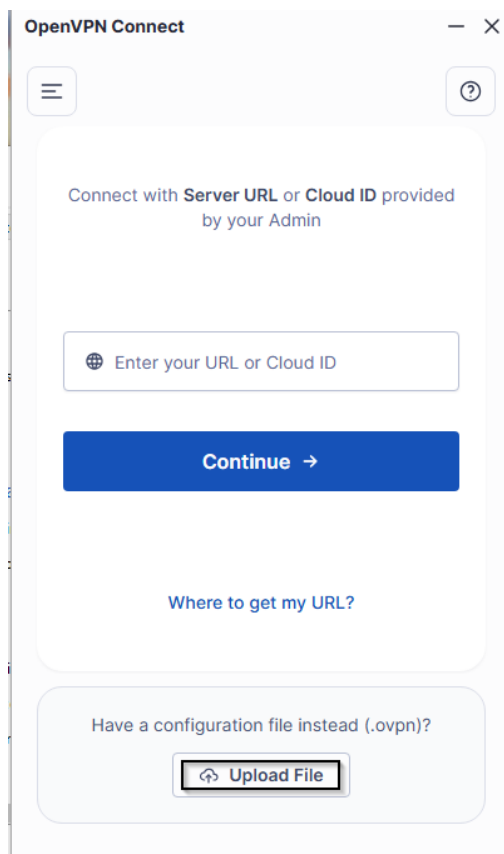 OpenVPN Connect
Connect with Server URL or Cloud ID provided
by your Admin
Enter your URL or Cloud ID
Continue →
Where to get my URL?
Have a configuration file instead (.ovpn)?
Upload File